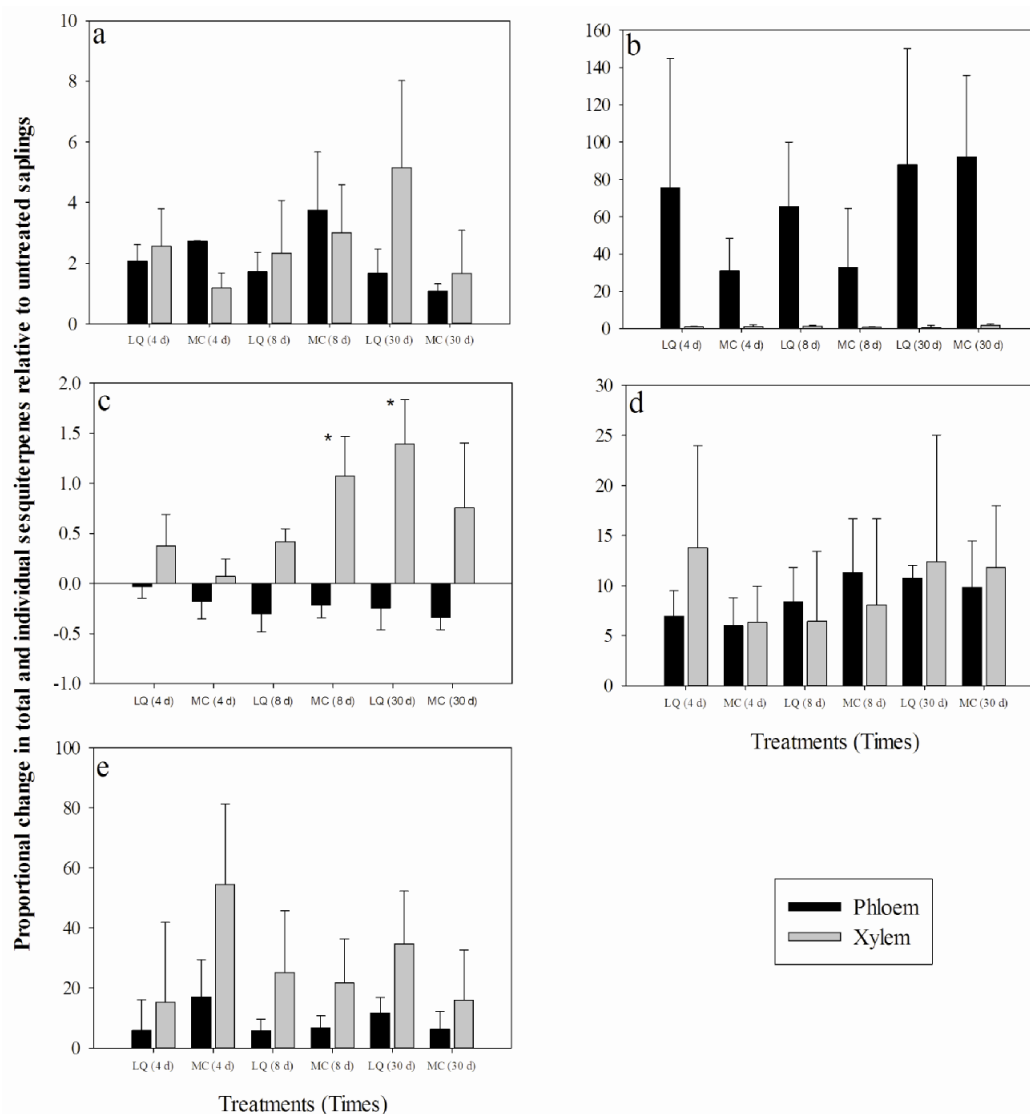 Proportional change in total and individual sesquiterpenes relative to untreated saplings
a
10
8
6
4
2
0
LQ (4 d) MC (4 d) LQ (8 d) MC (8 d) LQ (30 d) MC (30 d)
b
160
140
120
100
80
60
40
20
0
LQ (4 d) MC (4 d) LQ (8 d) MC (8 d) LQ (30 d) MC (30 d)
c
2.0
1.5
1.0
0.5
0.0
-0.5
-1.0
*
*
LQ (4 d) MC (4 d) LQ (8 d) MC (8 d) LQ (30 d) MC (30 d)
d
30
25
20
15
10
5
0
LQ (4 d) MC (4 d) LQ (8 d) MC (8 d) LQ (30 d) MC (30 d)
Treatments (Times)
e
100
80
60
40
20
0
LQ (4 d) MC (4 d) LQ (8 d) MC (8 d) LQ (30 d) MC (30 d)
Treatments (Times)
Phloem
Xylem